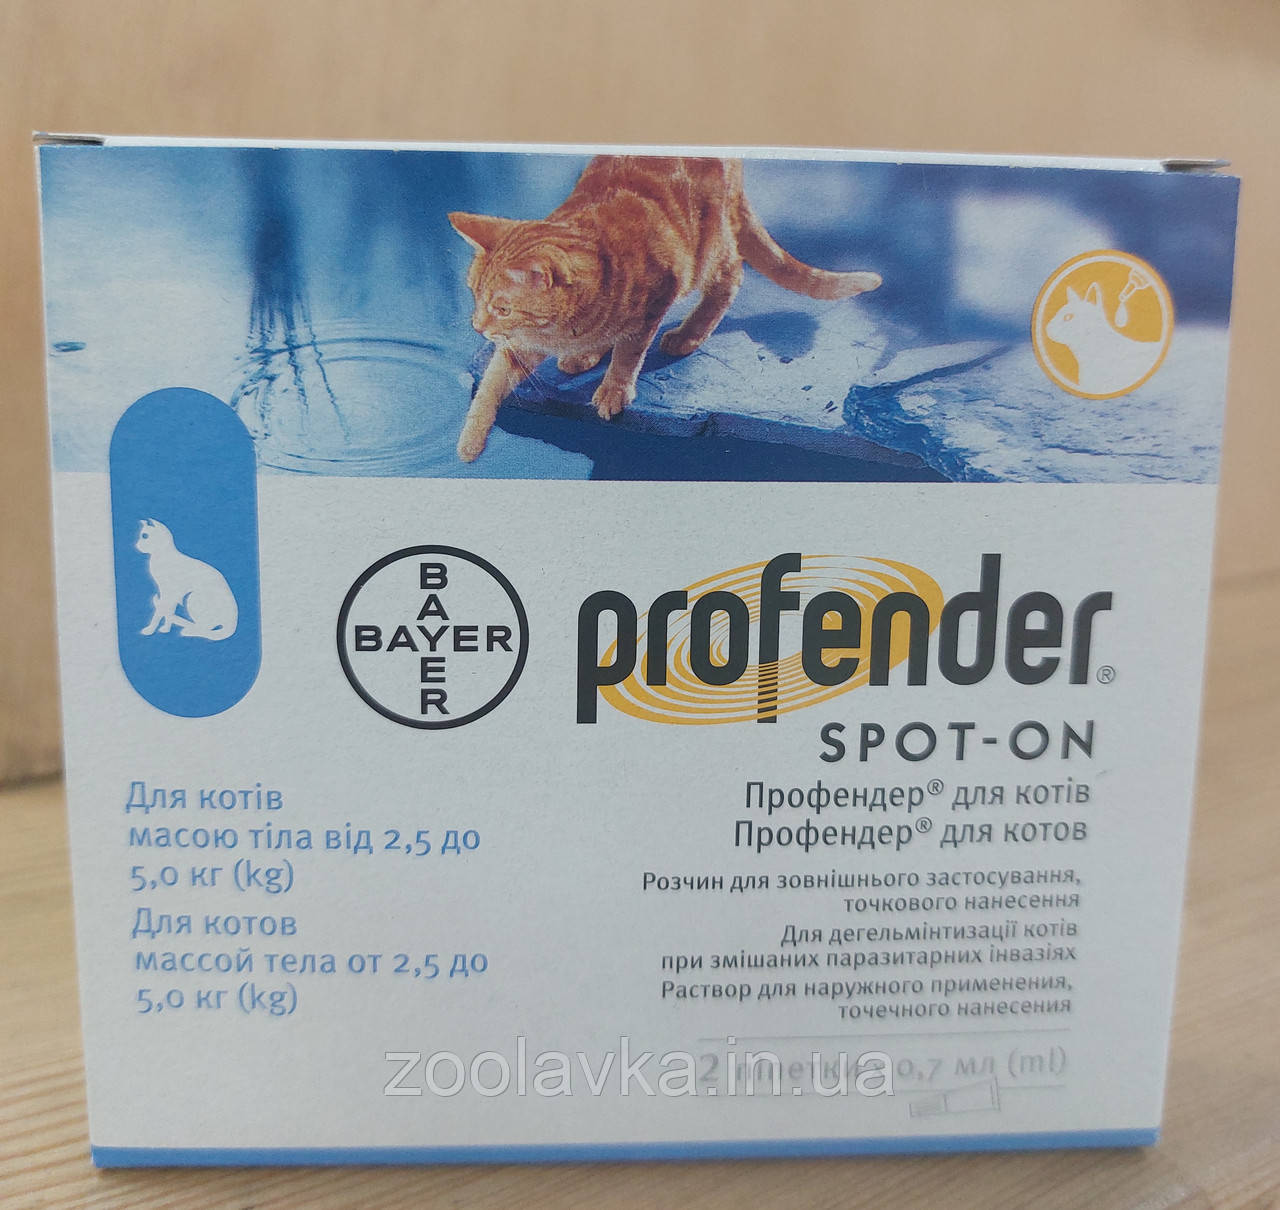 BAYER
BAYER
profender®
SPOT-ON
Для котів
масою тіла від 2,5 до
5,0 кг (kg)
Для котов
массой тела от 2,5 до
5,0 кг (kg)
Профендер® для котів
Профендер® для котов
Розчин для зовнішнього застосування,
точкового нанесення
Для дегельмінтизації котів
при змішаних паразитарних інвазіях
Раствор для наружного применения,
точечного нанесения
2 піпетки x 0,7 мл (ml)
zoolavka.in.ua